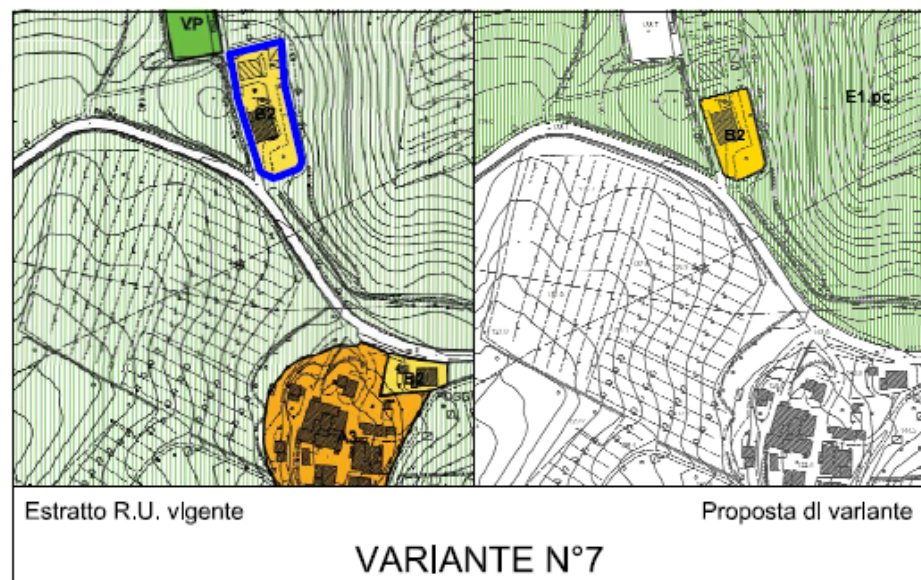 VP
B2
B2
A3
E1.pc
B2
Estratto R.U. vigente
Proposta di variante
VARIANTE N°7